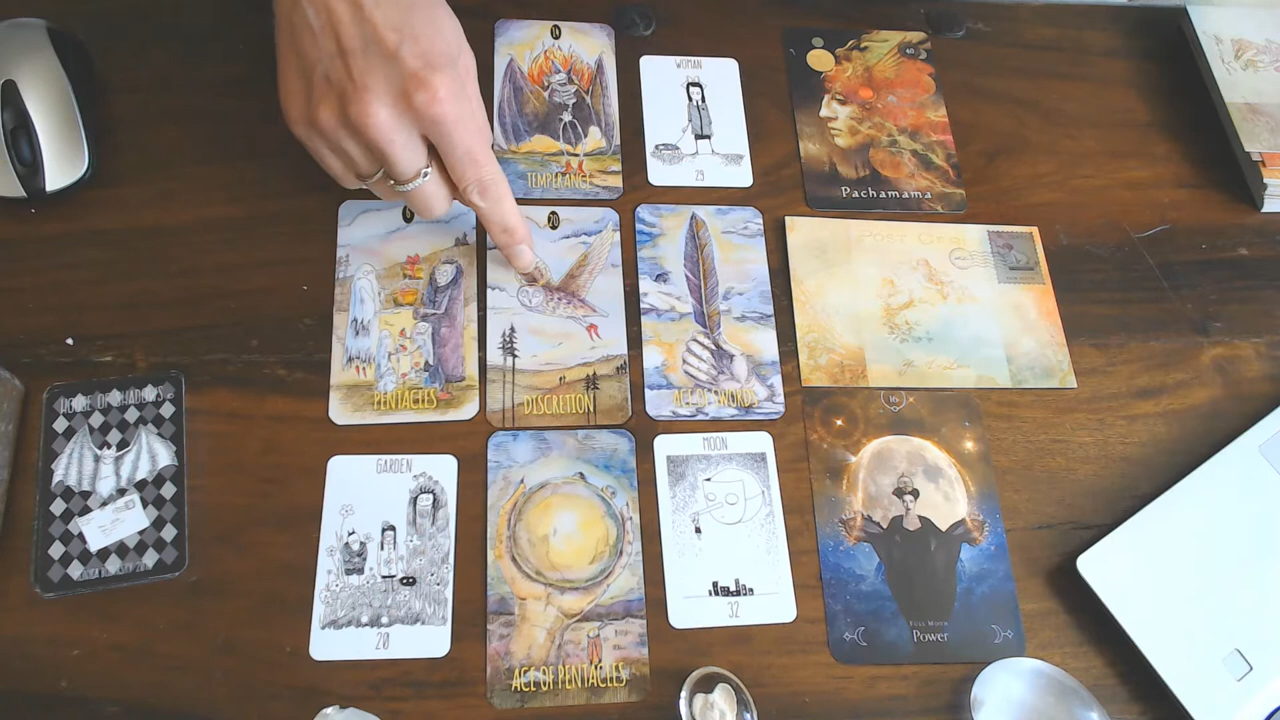 14
TEMPERANCE
WOMAN
29
40
Pachamama
6
PENTACLES
20
DISCRETION
ACE OF SWORDS
POST CARD
HOUSE OF SHADOWS
GARDEN
20
ACE OF PENTACLES
MOON
32
16
FULL MOON
Power